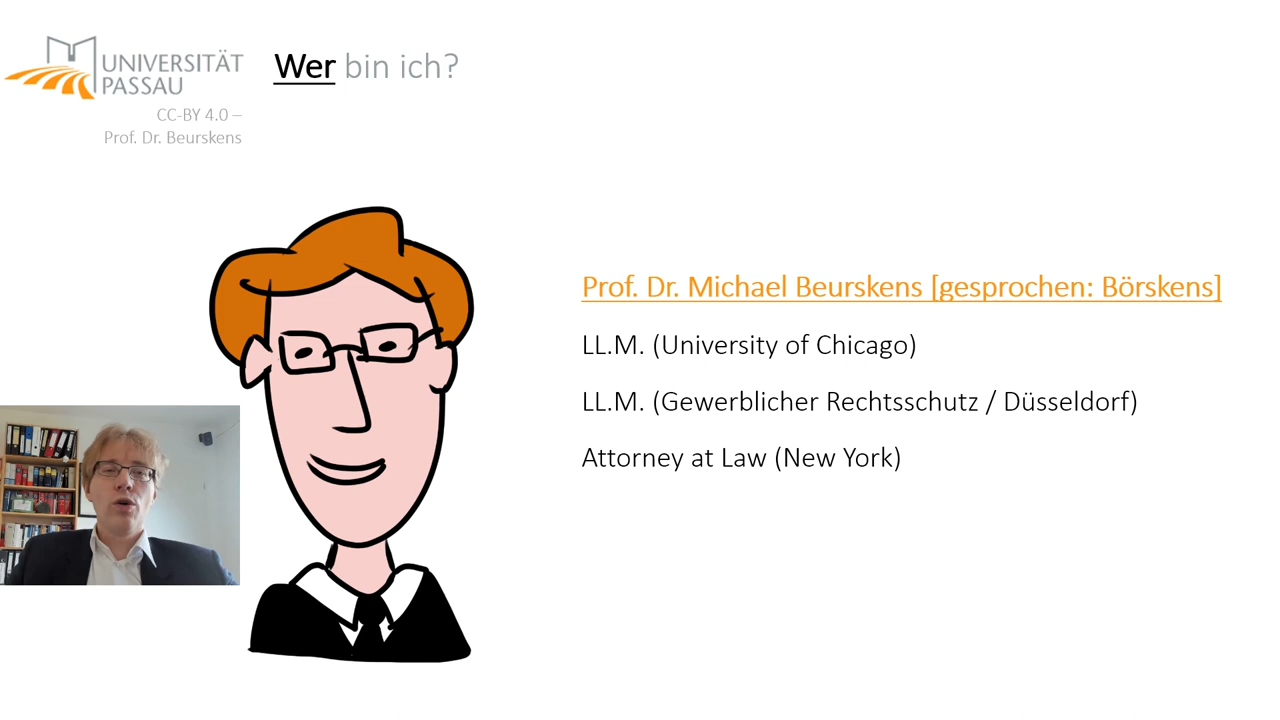 UNIVERSITÄT
PASSAU
CC-BY 4.0 –
Prof. Dr. Beurskens
Wer bin ich?
Prof. Dr. Michael Beurskens [gesprochen: Börskens]
LL.M. (University of Chicago)
LL.M. (Gewerblicher Rechtsschutz / Düsseldorf)
Attorney at Law (New York)